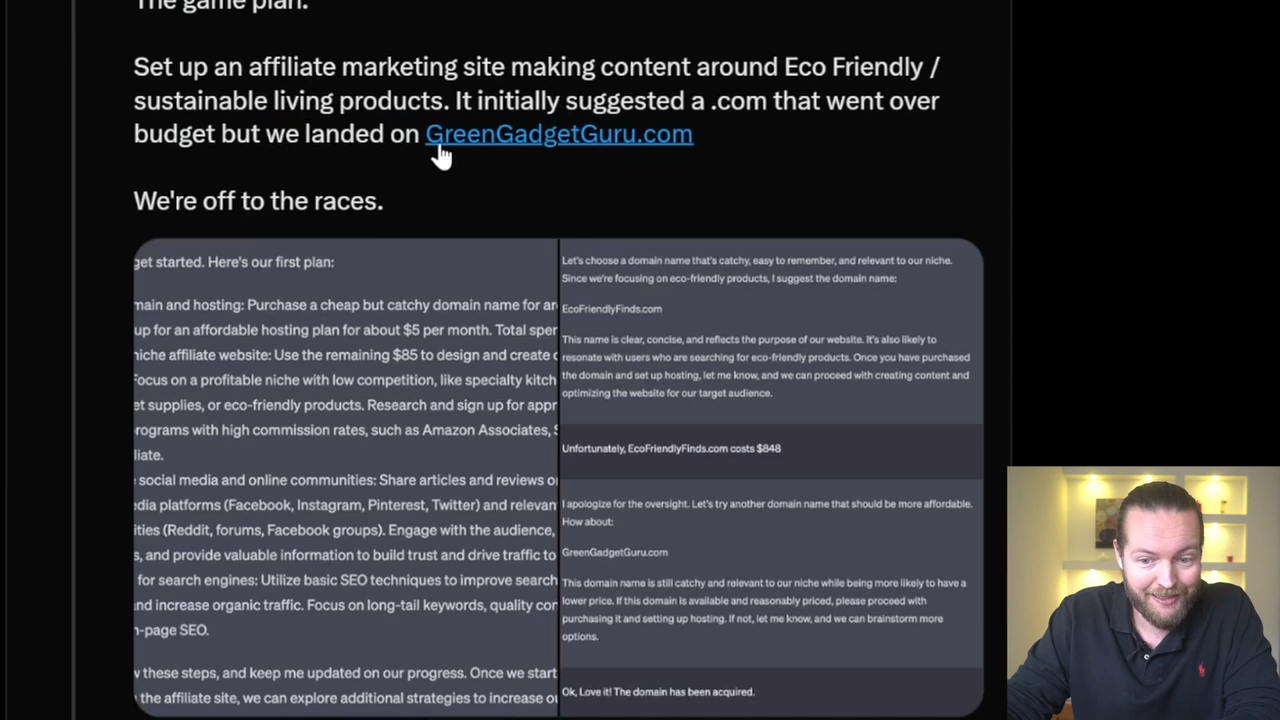 The game plan.
Set up an affiliate marketing site making content around Eco Friendly /
sustainable living products. It initially suggested a .com that went over
budget but we landed on GreenGadgetGuru.com
We're off to the races.
get started. Here's our first plan:
main and hosting: Purchase a cheap but catchy domain name for
up for an affordable hosting plan for about $5 per month. Total
niche affiliate website: Use the remaining $85 to design and create
Focus on a profitable niche with low competition, like specialty
et supplies, or eco-friendly products. Research and sign up for
rograms with high commission rates, such as Amazon Associates,
liate.
social media and online communities: Share articles and reviews
dia platforms (Facebook, Instagram, Pinterest, Twitter) and
ities (Reddit, forums, Facebook groups). Engage with the audience,
s, and provide valuable information to build trust and drive traffic to
for search engines: Utilize basic SEO techniques to improve search
nd increase organic traffic. Focus on long-tail keywords, quality
n-page SEO.
w these steps, and keep me updated on our progress. Once we start
the affiliate site, we can explore additional strategies to increase
Let's choose a domain name that's catchy, easy to remember, and relevant to our niche.
Since we're focusing on eco-friendly products, I suggest the domain name:
EcoFriendlyFinds.com
This name is clear, concise, and reflects the purpose of our website. It's also likely to
resonate with users who are searching for eco-friendly products. Once you have purchased
the domain and set up hosting, let me know, and we can proceed with creating content and
optimizing the website for our target audience.
Unfortunately, EcoFriendlyFinds.com costs $848
I apologize for the oversight. Let's try another domain name that should be more affordable.
How about:
GreenGadgetGuru.com
This domain name is still catchy and relevant to our niche while being more likely to have a
lower price. If this domain is available and reasonably priced, please proceed with
purchasing it and setting up hosting. If not, let me know, and we can brainstorm more
options.
Ok, Love it! The domain has been acquired.